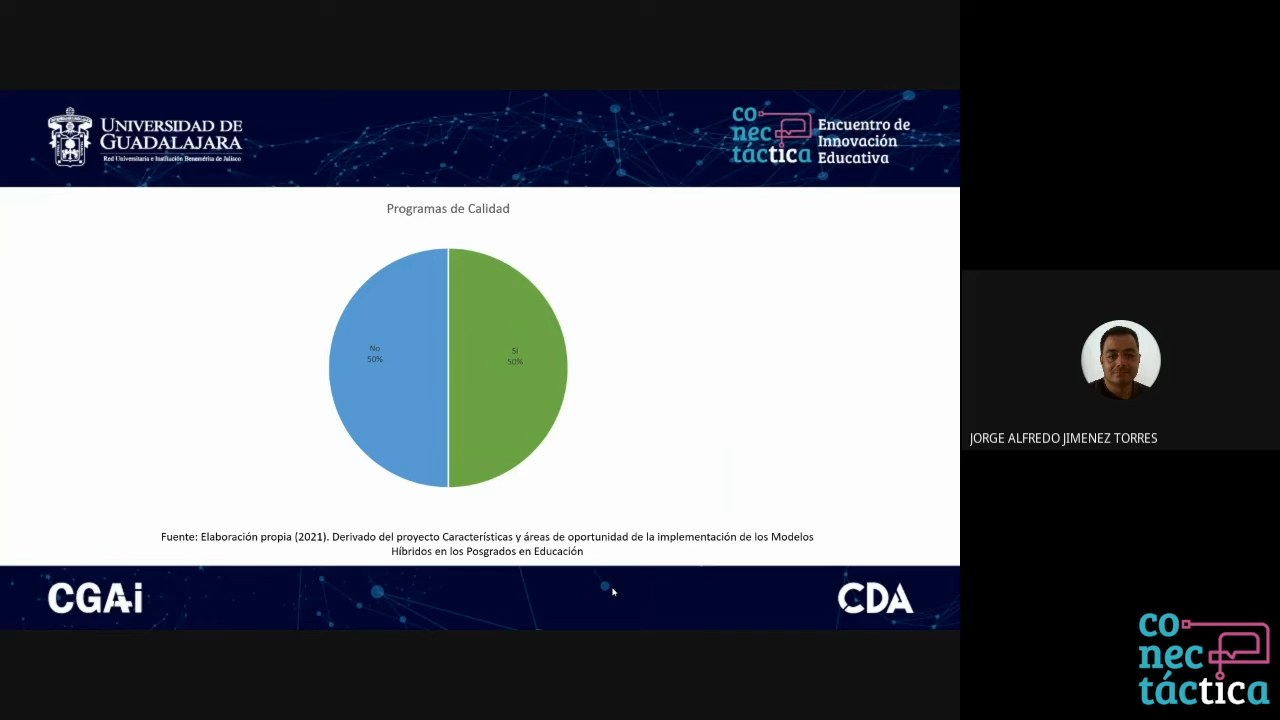 UNIVERSIDAD DE
GUADALAJARA
Red Universitaria e Institución Benemérita de Jalisco
co
nec
táctica
Encuentro de
Innovación
Educativa
Programas de Calidad
No
50%
Si
50%
Fuente: Elaboración propia (2021). Derivado del proyecto Características y áreas de oportunidad de la implementación de los Modelos
Híbridos en los Posgrados en Educación
CGAi
CDA
JORGE ALFREDO JIMENEZ TORRES
co
nec
táctica